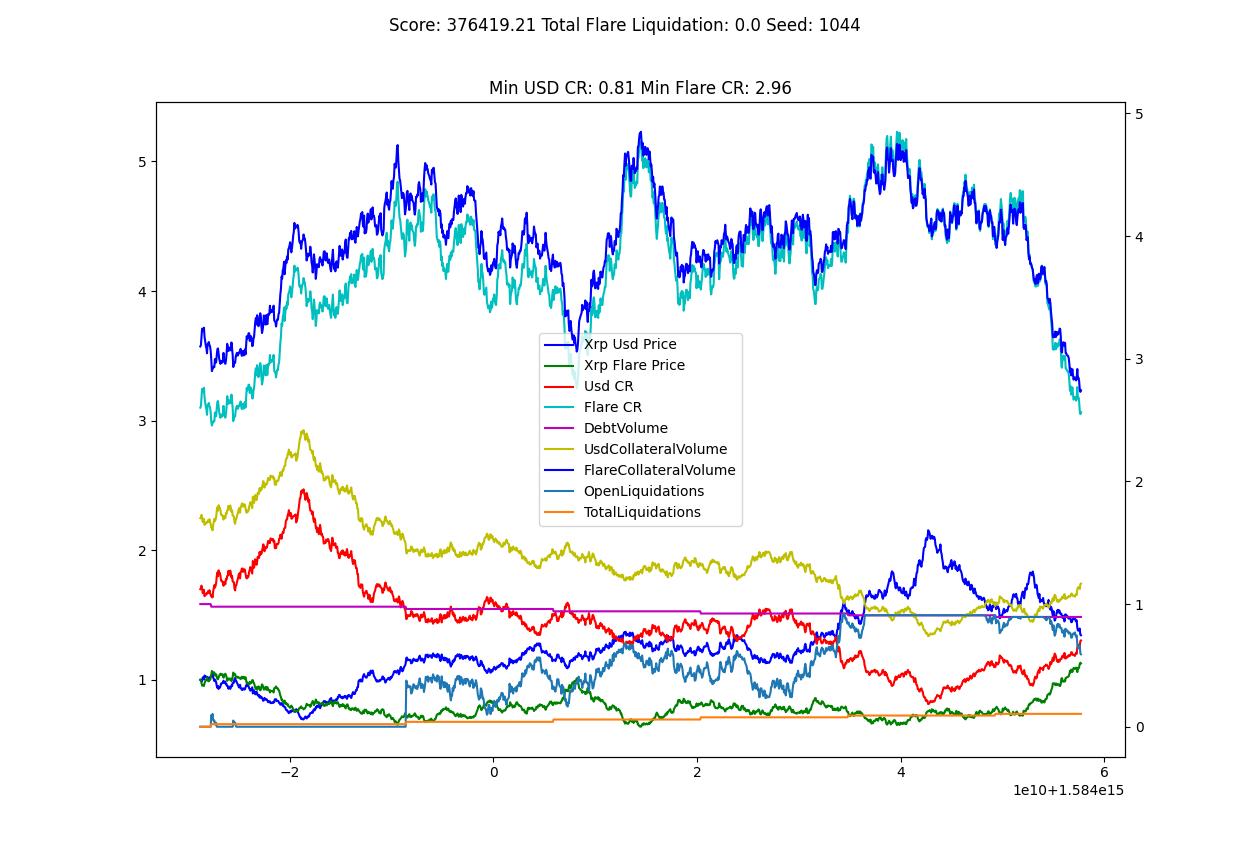 Score: 376419.21 Total Flare Liquidation: 0.0 Seed: 1044
Min USD CR: 0.81 Min Flare CR: 2.96
5
4
3
2
1
5
4
3
2
1
0
Xrp Usd Price
Xrp Flare Price
Usd CR
Flare CR
DebtVolume
UsdCollateralVolume
FlareCollateralVolume
OpenLiquidations
TotalLiquidations
−2
0
2
4
6
1e10+1.584e15